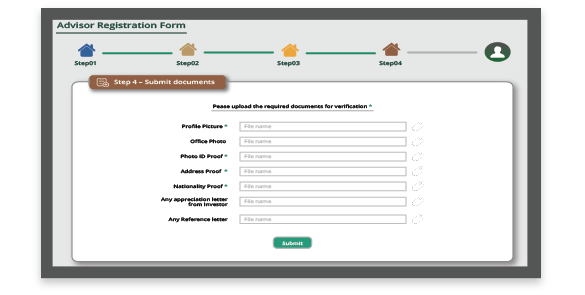 Advisor Registration Form
Step01 Step02 Step03 Step04
Step 4 – Submit documents
Pease upload the required documents for verification *
Profile Picture * File name
Office Photo File name
Photo ID Proof * File name
Address Proof * File name
Nationality Proof * File name
Any appreciation letter
from Investor File name
Any Reference letter File name
Submit